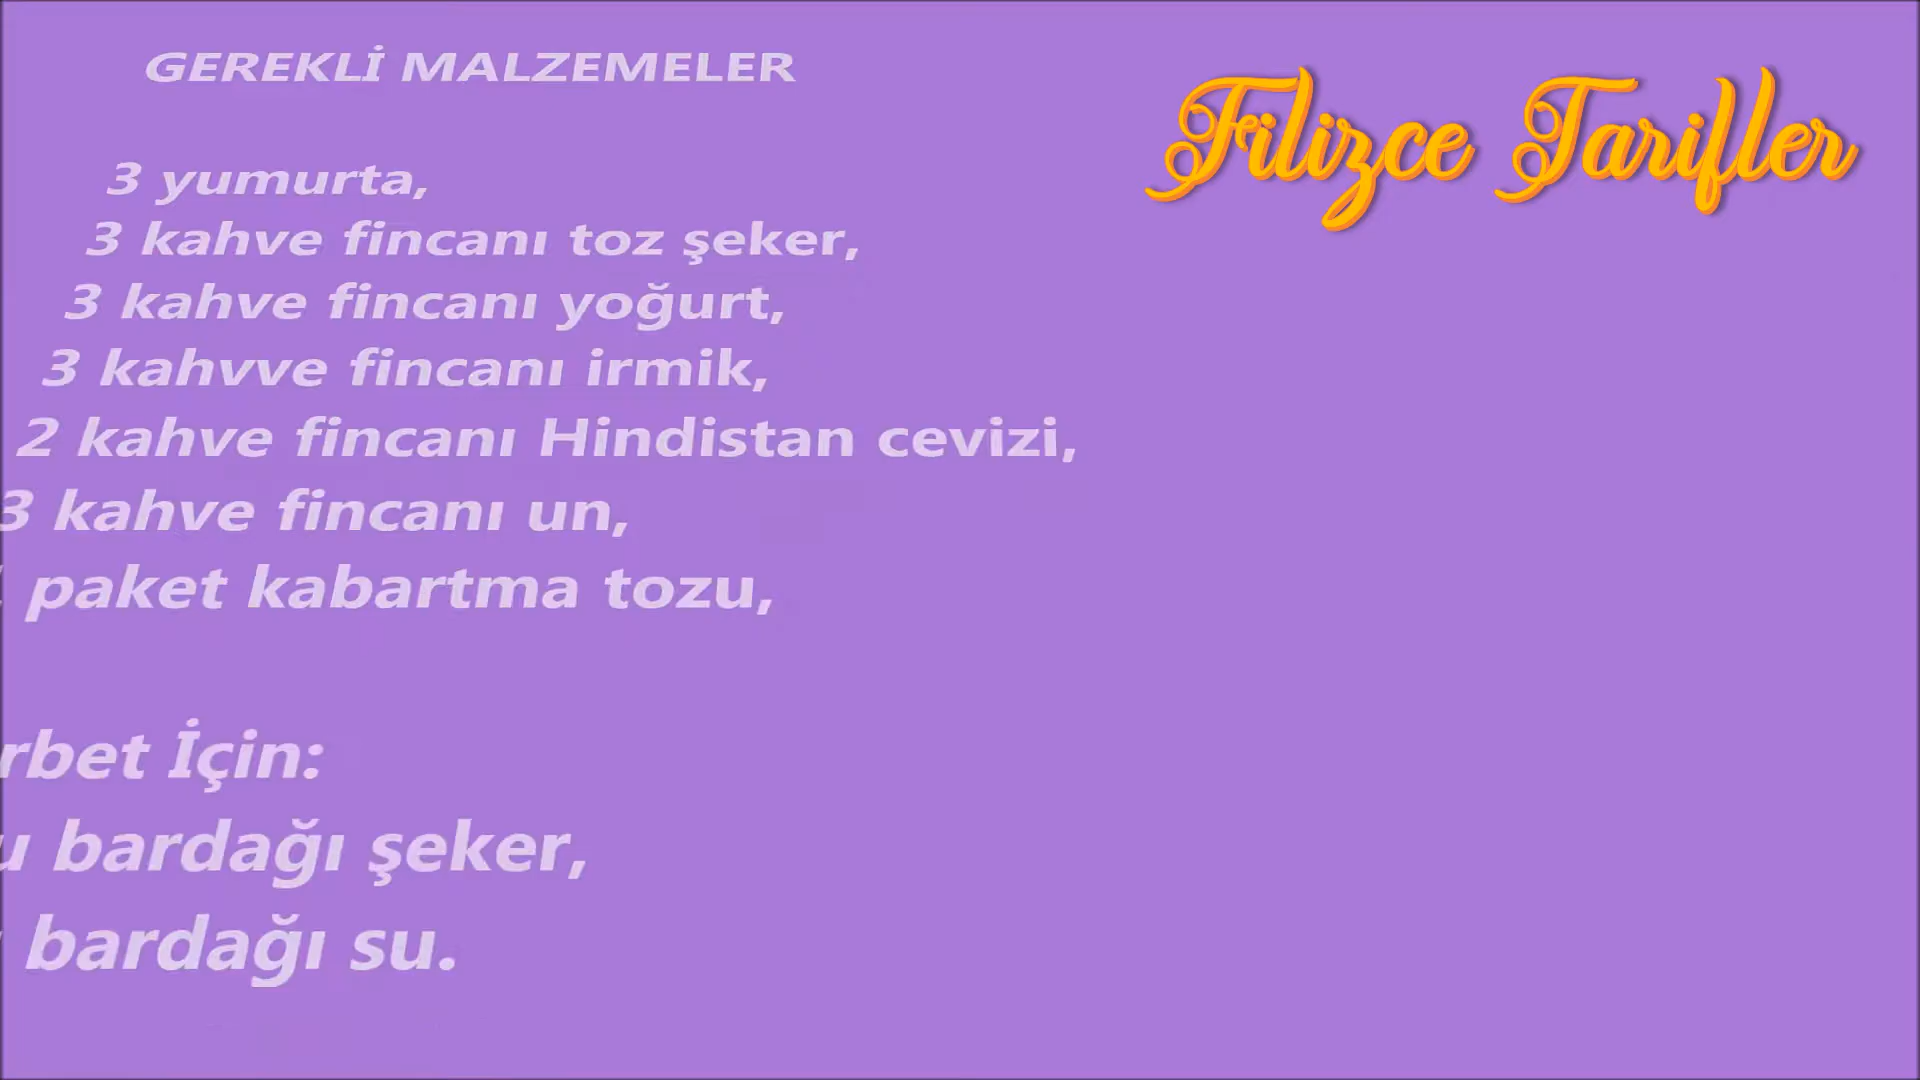 GEREKLİ MALZEMELER
Filizce Tarifler
3 yumurta,
3 kahve fincanı toz şeker,
3 kahve fincanı yoğurt,
3 kahvve fincanı irmik,
2 kahve fincanı Hindistan cevizi,
3 kahve fincanı un,
paket kabartma tozu,
İçin:
bardağı şeker,
bardağı su.